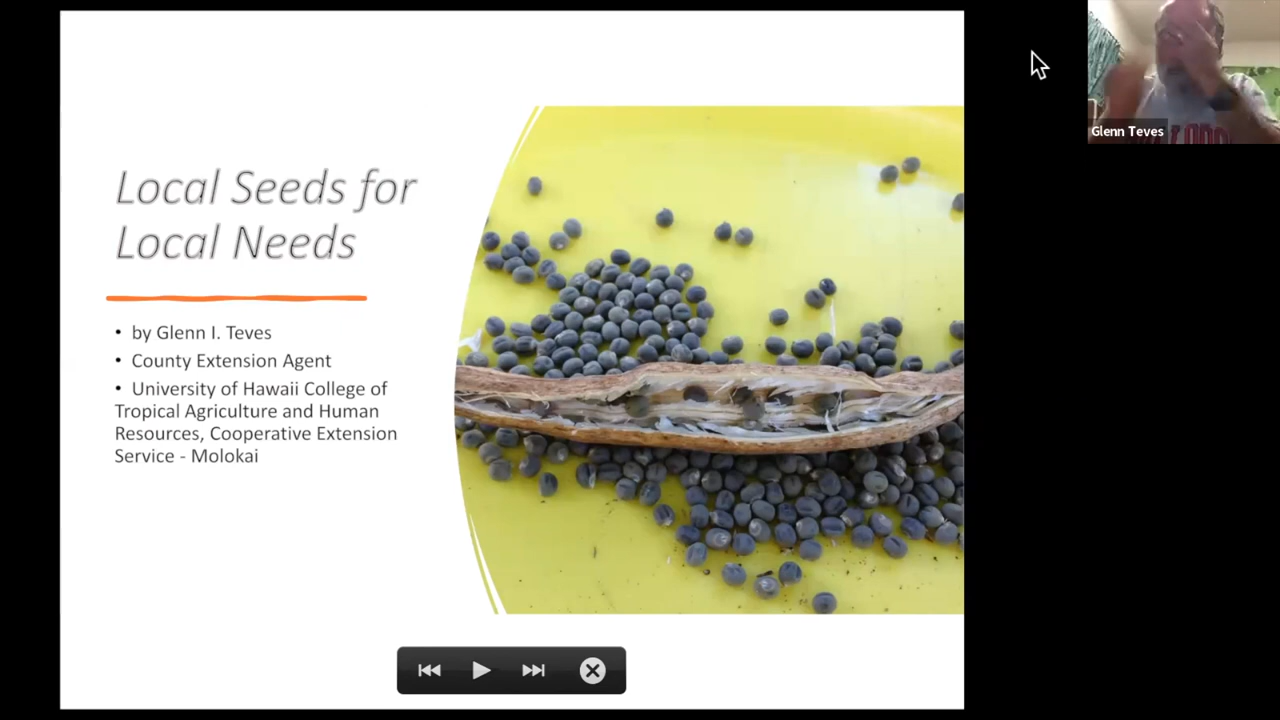 Local Seeds for
Local Needs
• by Glenn I. Teves
• County Extension Agent
• University of Hawaii College of
Tropical Agriculture and Human
Resources, Cooperative Extension
Service - Molokai
Glenn Teves